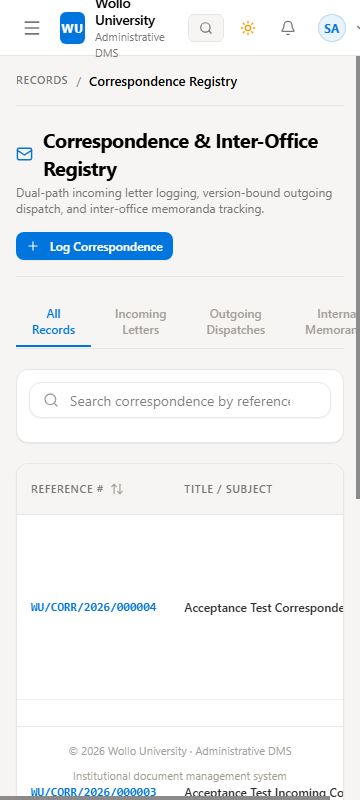 Wollo
University
WU
Administrative
DMS
SA
RECORDS / Correspondence Registry
Correspondence & Inter-Office
Registry
Dual-path incoming letter logging, version-bound outgoing
dispatch, and inter-office memoranda tracking.
+ Log Correspondence
All
Records
Incoming
Letters
Outgoing
Dispatches
Interna
Memoran
Search correspondence by reference
REFERENCE # TITLE / SUBJECT
WU/CORR/2026/000004 Acceptance Test Corresponde
© 2026 Wollo University · Administrative DMS
Institutional document management system
WU/CORR/2026/000003 Acceptance Test Incoming Co